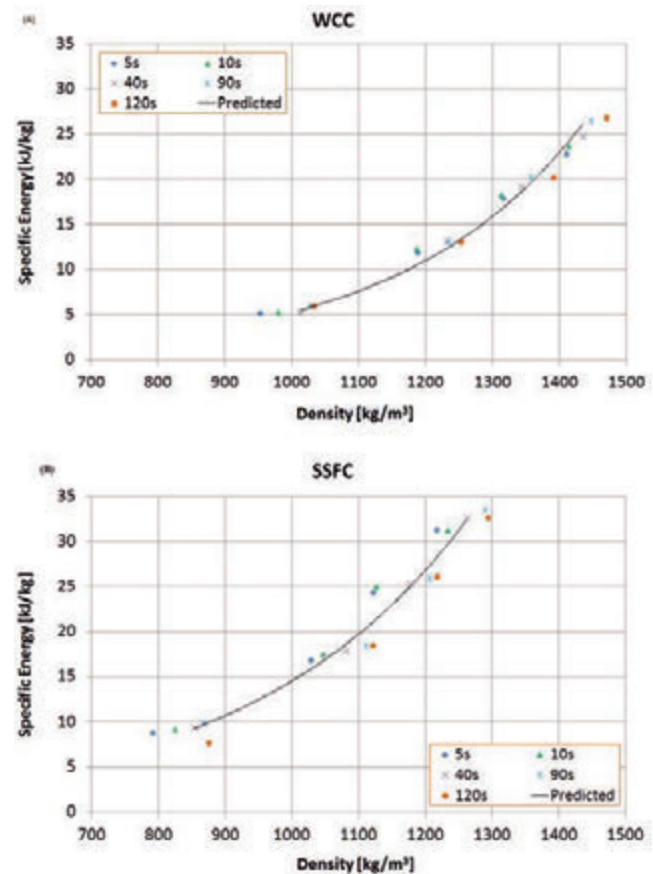 (A)
WCC
35
30
25
20
15
10
5
0
Specific Energy [kJ/kg]
5s 10s
40s 90s
120s Predicted
700 800 900 1000 1100 1200 1300 1400 1500
Density [kg/m³]
(B)
SSFC
35
30
25
20
15
10
5
0
Specific Energy [kJ/kg]
5s 10s
40s 90s
120s Predicted
700 800 900 1000 1100 1200 1300 1400 1500
Density [kg/m³]